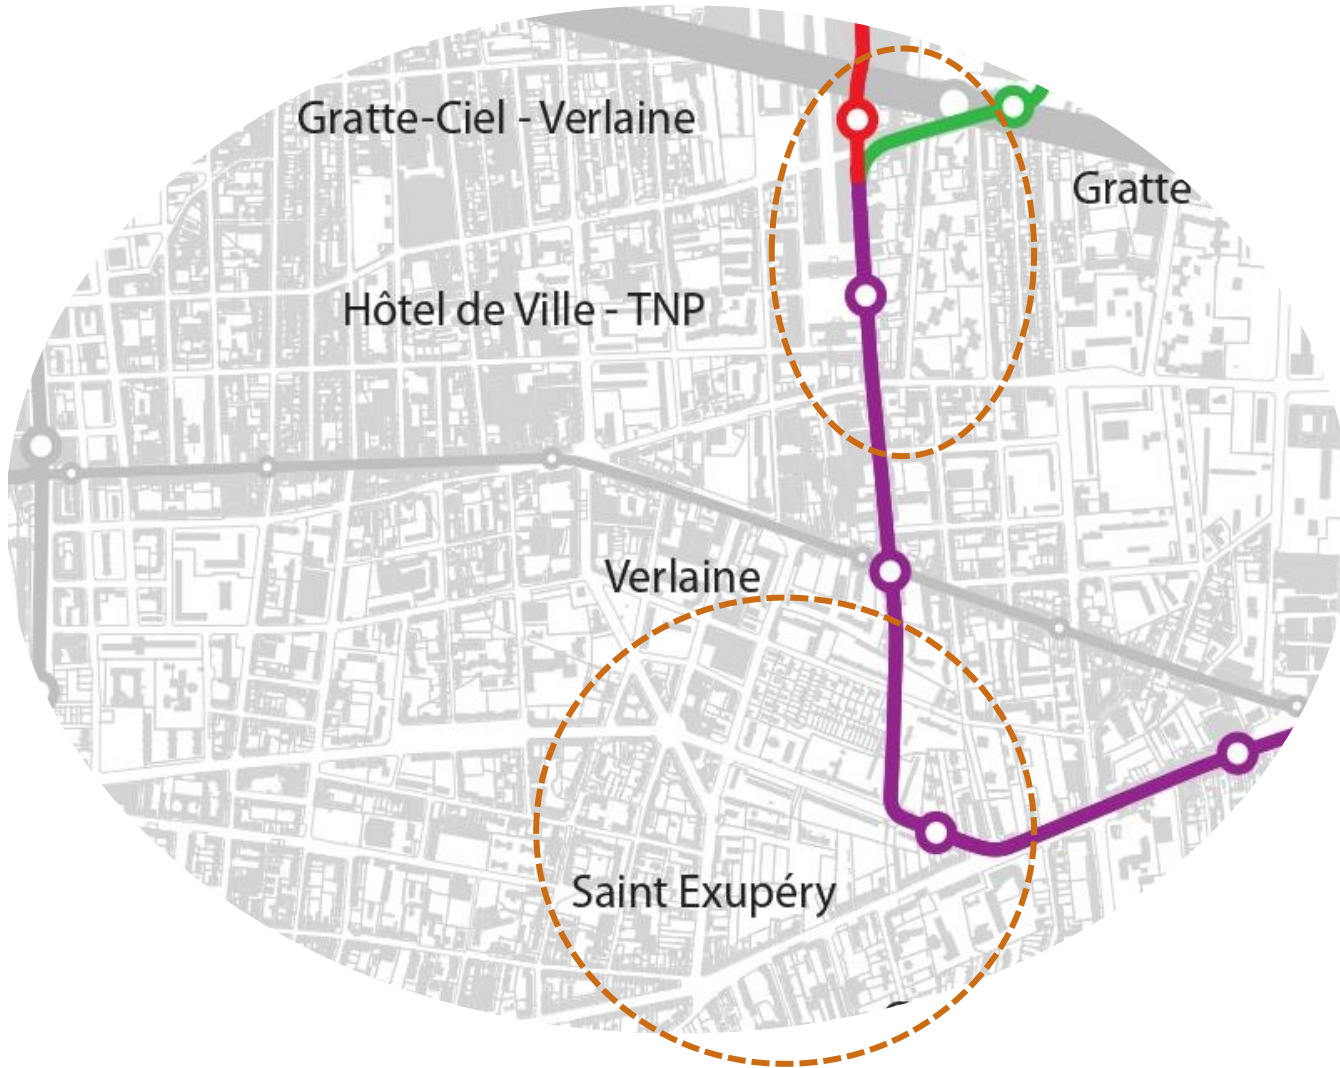 Gratte-Ciel - Verlaine
Gratte
Hôtel de Ville - TNP
Verlaine
Saint Exupéry